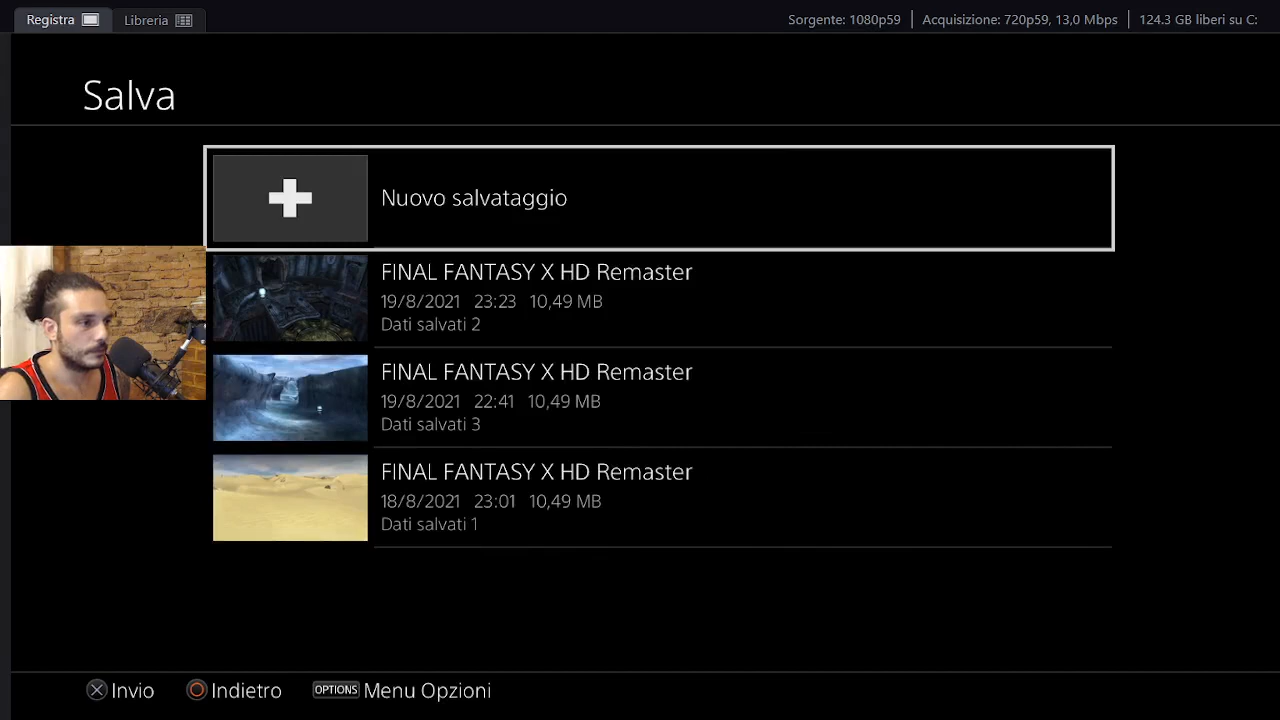 Registra
Libreria
Sorgente: 1080p59
Acquisizione: 720p59, 13,0 Mbps
124.3 GB liberi su C:
Salva
Nuovo salvataggio
FINAL FANTASY X HD Remaster
19/8/2021 23:23 10,49 MB
Dati salvati 2
FINAL FANTASY X HD Remaster
19/8/2021 22:41 10,49 MB
Dati salvati 3
FINAL FANTASY X HD Remaster
18/8/2021 23:01 10,49 MB
Dati salvati 1
Invio
Indietro
OPTIONS Menu Opzioni